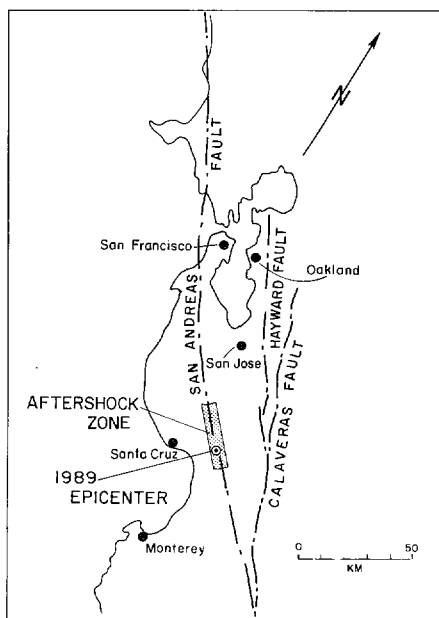 N
SAN ANDREAS FAULT
San Francisco
Oakland
HAYWARD FAULT
San Jose
CALAVERAS FAULT
AFTERSHOCK
ZONE
Santa Cruz
1989
EPICENTER
Monterey
0 50
KM